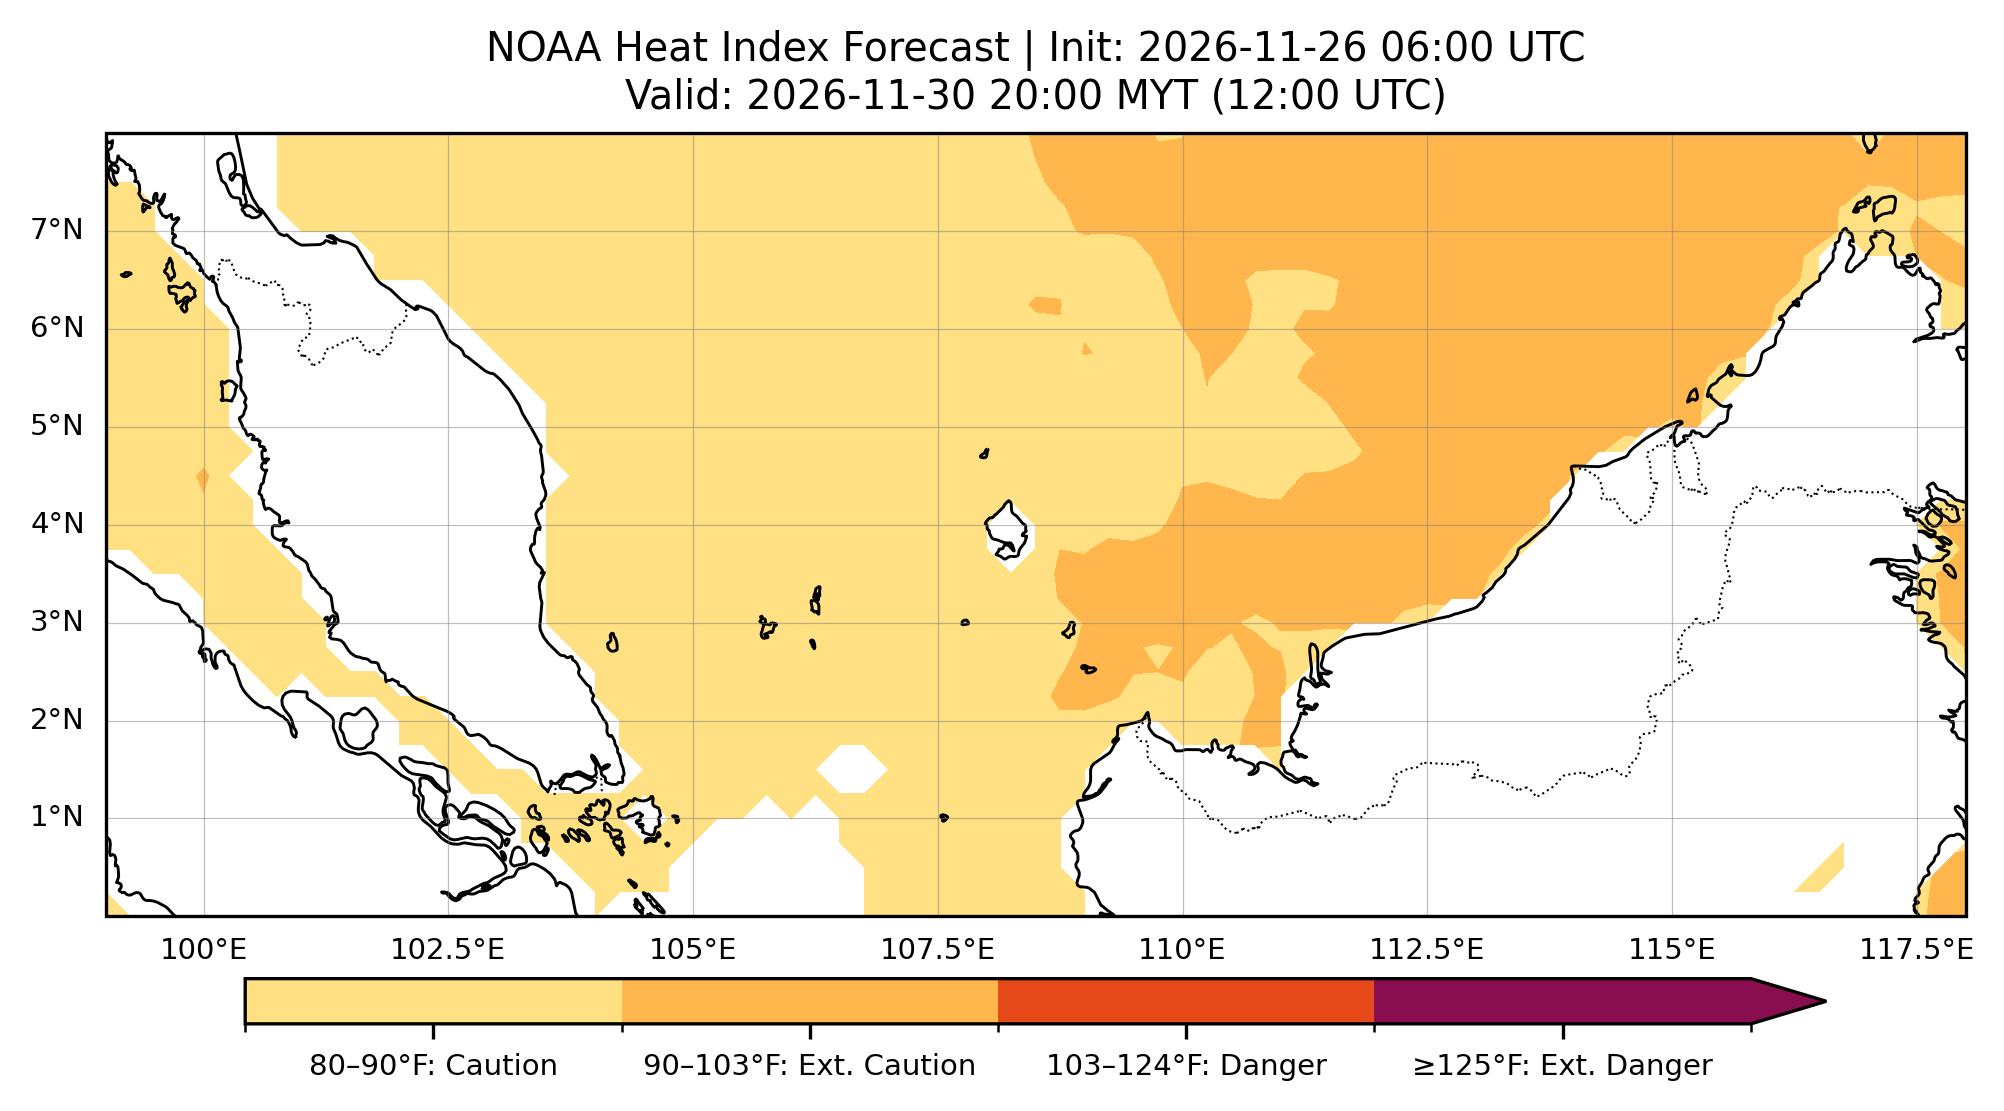 NOAA Heat Index Forecast | Init: 2026-11-26 06:00 UTC
Valid: 2026-11-30 20:00 MYT (12:00 UTC)
7°N
6°N
5°N
4°N
3°N
2°N
1°N
100°E 102.5°E 105°E 107.5°E 110°E 112.5°E 115°E 117.5°E
80–90°F: Caution 90–103°F: Ext. Caution 103–124°F: Danger ≥125°F: Ext. Danger